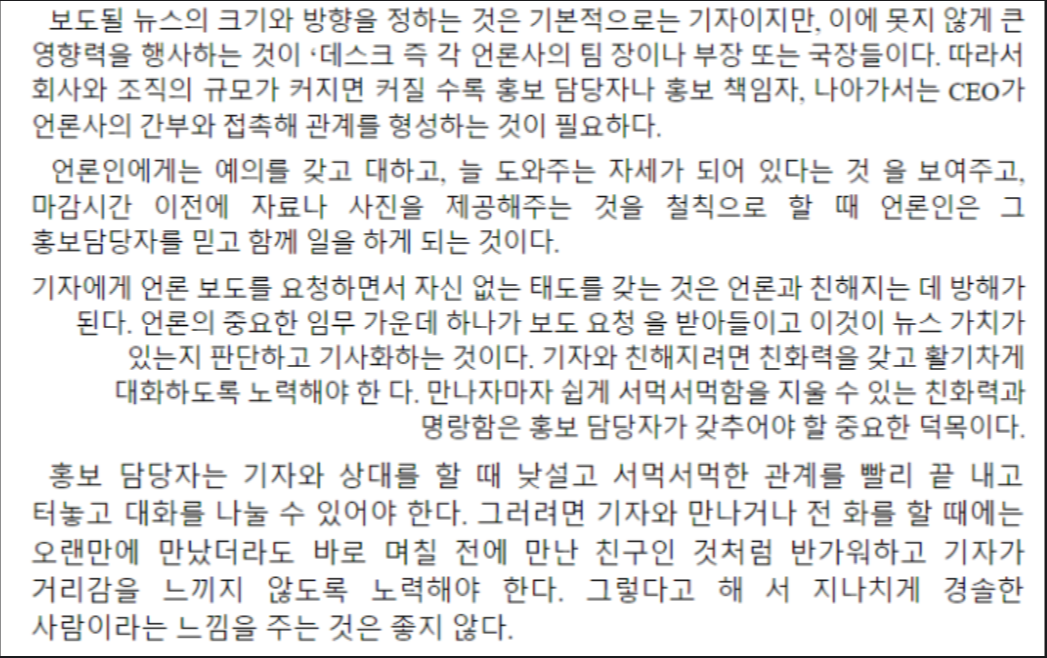 보도될 뉴스의 크기와 방향을 정하는 것은 기본적으로는 기자이지만, 이에 못지 않게 큰
영향력을 행사하는 것이 ‘데스크 즉 각 언론사의 팀 장이나 부장 또는 국장들이다. 따라서
회사와 조직의 규모가 커지면 커질 수록 홍보 담당자나 홍보 책임자, 나아가서는 CEO가
언론사의 간부와 접촉해 관계를 형성하는 것이 필요하다.
언론인에게는 예의를 갖고 대하고, 늘 도와주는 자세가 되어 있다는 것 을 보여주고,
마감시간 이전에 자료나 사진을 제공해주는 것을 철칙으로 할 때 언론인은 그
홍보담당자를 믿고 함께 일을 하게 되는 것이다.
기자에게 언론 보도를 요청하면서 자신 없는 태도를 갖는 것은 언론과 친해지는 데 방해가
된다. 언론의 중요한 임무 가운데 하나가 보도 요청 을 받아들이고 이것이 뉴스 가치가
있는지 판단하고 기사화하는 것이다. 기자와 친해지려면 친화력을 갖고 활기차게
대화하도록 노력해야 한 다. 만나자마자 쉽게 서먹서먹함을 지울 수 있는 친화력과
명랑함은 홍보 담당자가 갖추어야 할 중요한 덕목이다.
홍보 담당자는 기자와 상대를 할 때 낯설고 서먹서먹한 관계를 빨리 끝 내고
터놓고 대화를 나눌 수 있어야 한다. 그러려면 기자와 만나거나 전 화를 할 때에는
오랜만에 만났더라도 바로 며칠 전에 만난 친구인 것처럼 반가워하고 기자가
거리감을 느끼지 않도록 노력해야 한다. 그렇다고 해 서 지나치게 경솔한
사람이라는 느낌을 주는 것은 좋지 않다.